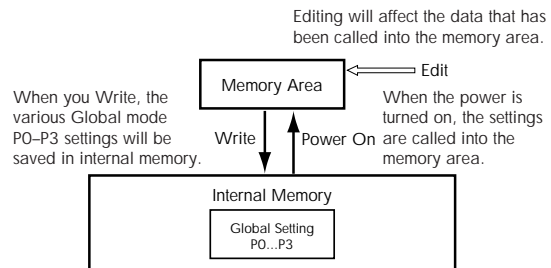 Editing will affect the data that has
been called into the memory area.
Edit
Memory Area
When you Write, the
various Global mode
P0–P3 settings will be
saved in internal memory.
Write
Power On
When the power is
turned on, the settings
are called into the
memory area.
Internal Memory
Global Setting
P0...P3